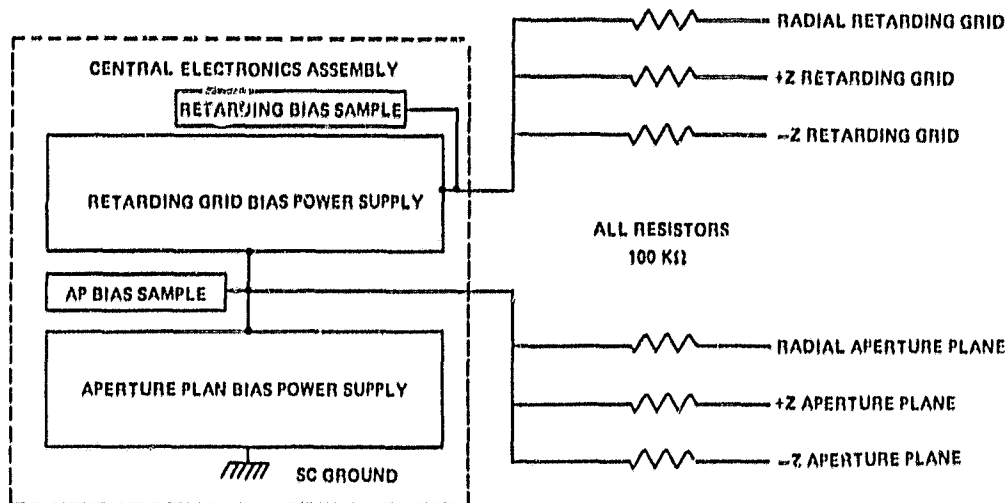 CENTRAL ELECTRONICS ASSEMBLY
RETARDING BIAS SAMPLE
RETARDING GRID BIAS POWER SUPPLY
AP BIAS SAMPLE
APERTURE PLAN BIAS POWER SUPPLY
SC GROUND
RADIAL RETARDING GRID
+Z RETARDING GRID
-Z RETARDING GRID
ALL RESISTORS
100 KΩ
RADIAL APERTURE PLANE
+Z APERTURE PLANE
-Z APERTURE PLANE